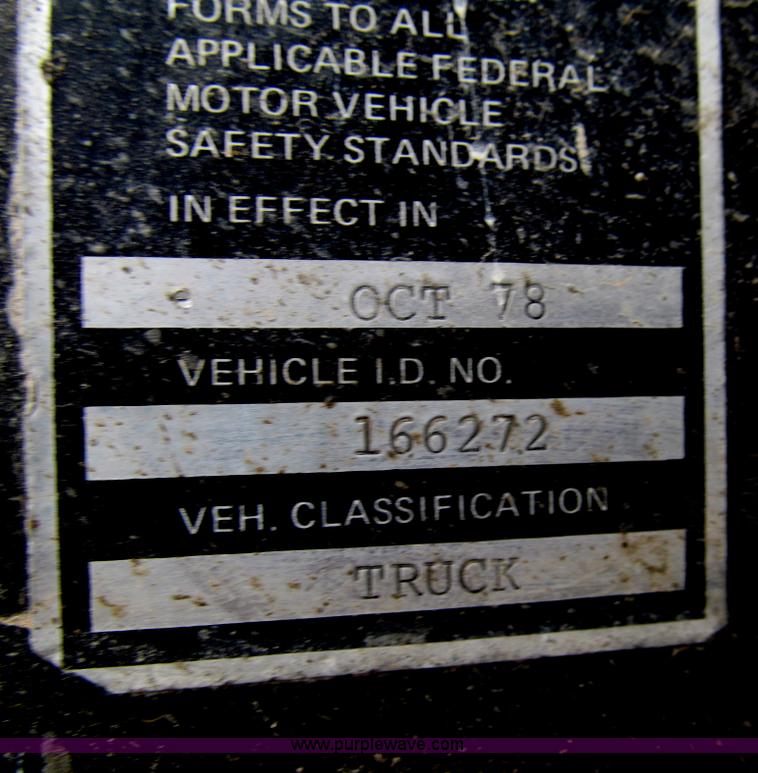 FORMS TO ALL
APPLICABLE FEDERAL
MOTOR VEHICLE
SAFETY STANDARDS
IN EFFECT IN
OCT 78
VEHICLE I.D. NO.
166272
VEH. CLASSIFICATION
TRUCK
www.purplewave.com